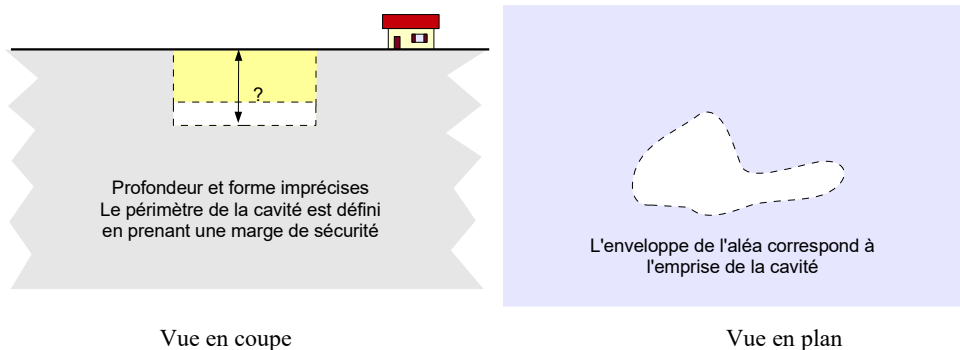 ?
Profondeur et forme imprécises
Le périmètre de la cavité est défini
en prenant une marge de sécurité
L'enveloppe de l'aléa correspond à
l'emprise de la cavité
Vue en coupe
Vue en plan